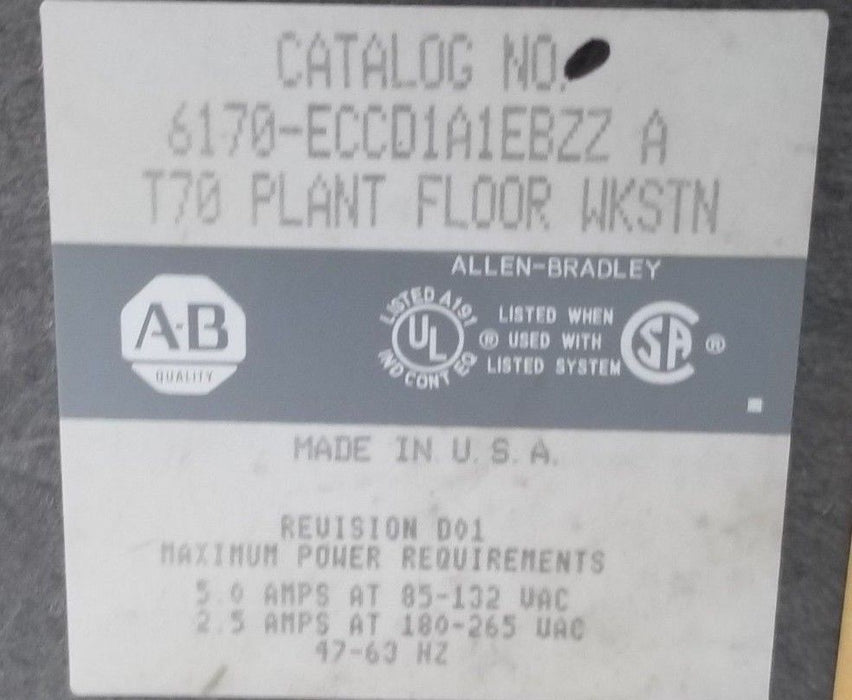 CATALOG NO.
6170-ECCD1A1EBZZ A
T70 PLANT FLOOR WKSTN
ALLEN-BRADLEY
A-B
QUALITY
LISTED A191
UL
IND CONT EQ
®
LISTED WHEN
USED WITH
LISTED SYSTEM
SA
®
MADE IN U.S.A.
REVISION D01
MAXIMUM POWER REQUIREMENTS
5.0 AMPS AT 85-132 VAC
2.5 AMPS AT 180-265 VAC
47-63 HZ